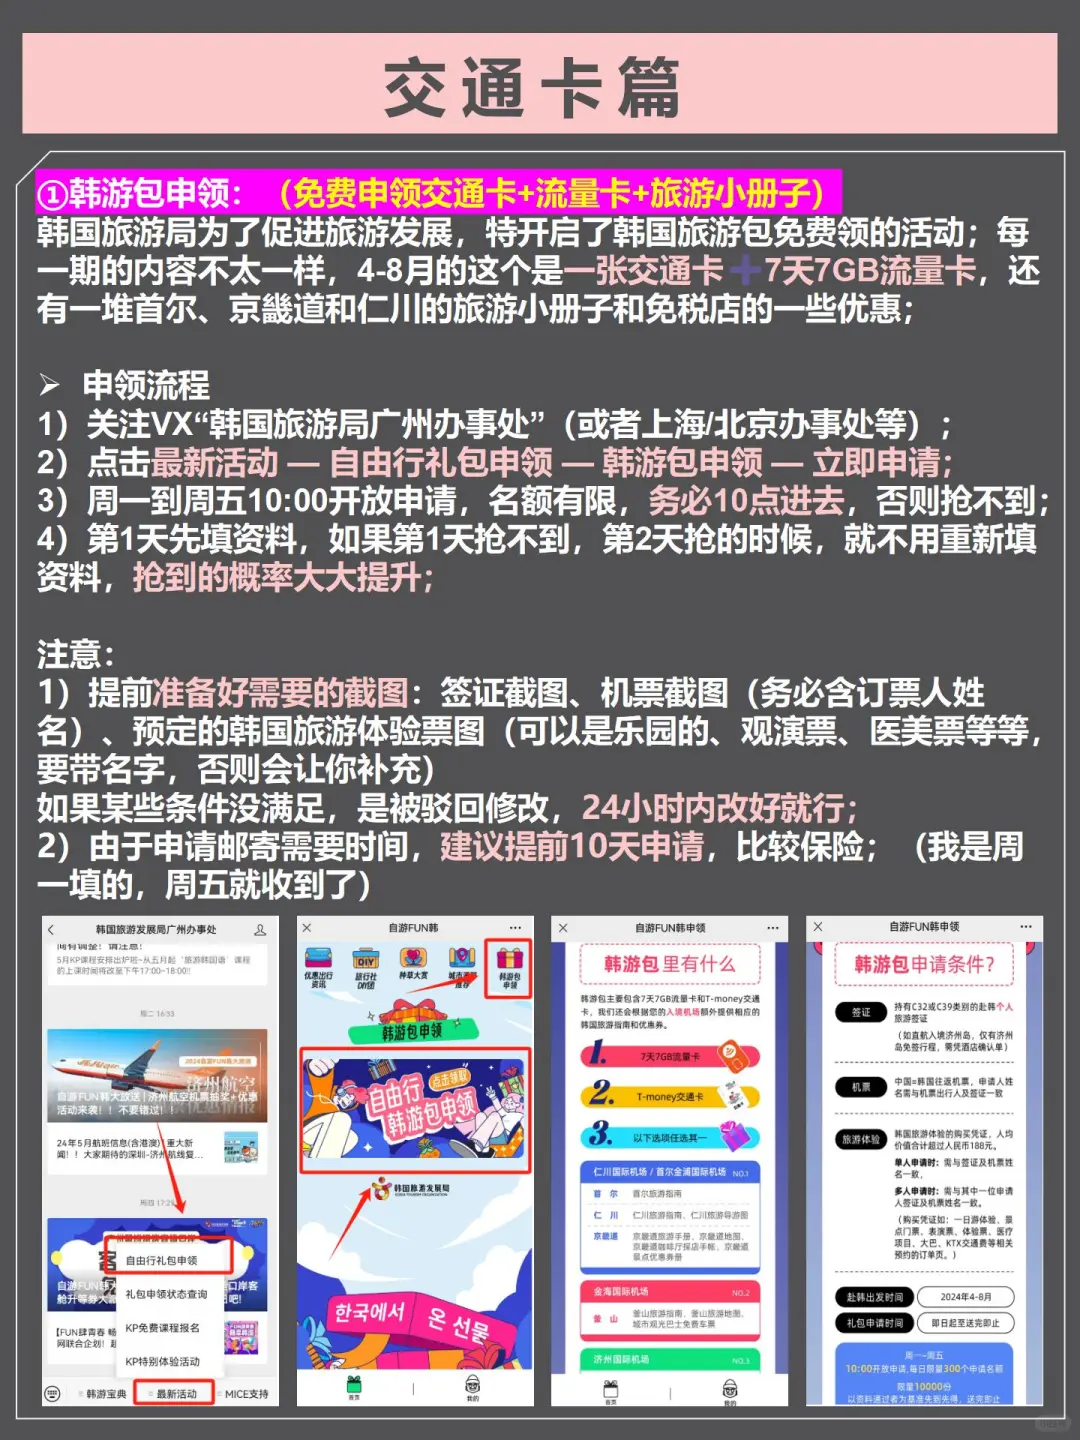 交通卡篇
①韩游包申领：（免费申领交通卡+流量卡+旅游小册子）
韩国旅游局为了促进旅游发展，特开启了韩国旅游包免费领的活动；每
一期的内容不太一样，4-8月的这个是一张交通卡➕7天7GB流量卡，还
有一堆首尔、京畿道和仁川的旅游小册子和免税店的一些优惠；
➢ 申领流程
1）关注VX“韩国旅游局广州办事处”（或者上海/北京办事处等）；
2）点击最新活动 — 自由行礼包申领 — 韩游包申领 — 立即申请；
3）周一到周五10:00开放申请，名额有限，务必10点进去，否则抢不到；
4）第1天先填资料，如果第1天抢不到，第2天抢的时候，就不用重新填
资料，抢到的概率大大提升；
注意：
1）提前准备好需要的截图：签证截图、机票截图（务必含订票人姓
名）、预定的韩国旅游体验票图（可以是乐园的、观演票、医美票等等，
要带名字，否则会让你补充）
如果某些条件没满足，是被驳回修改，24小时内改好就行；
2）由于申请邮寄需要时间，建议提前10天申请，比较保险；（我是周
一填的，周五就收到了）
韩国旅游发展局广州办事处
间有调整！请注意！
5月KP课程安排出炉啦~从五月起‘旅游韩国语’课程
的上课时间将改至下午17:00~18:00!!
周二 16:33
2024自游FUN韩大放送
济州航空
自游FUN韩大放送 | 济州航空机票抽奖+优惠
活动来袭！！不要错过！
24年5月航班信息(含港澳)|重大新
闻！！大家期待的深圳-济州航线复...
周四 17:29
自由行礼包申领
礼包申领状态查询
KP免费课程报名
KP特别体验活动
韩游宝典
最新活动
MICE支持
自游FUN韩
优惠出行
资讯
旅行社
DIY团
种草大赏
推荐
韩游包
申领
韩游包申领
自由行
点击领取
韩游包申领
韩国旅游发展局
KOREA TOURISM ORGANIZATION
한국에서 온 선물
首页
我的
自游FUN韩申领
韩游包里有什么
韩游包主要包含7天7GB流量卡和T-money交通
卡，我们还会根据您的入境机场额外提供相应的
韩国旅游指南和优惠券。
1. 7天7GB流量卡
2. T-money交通卡
3. 以下选项任选其一
仁川国际机场 / 首尔金浦国际机场 NO.1
首 尔 首尔旅游指南
仁 川 仁川旅游指南、仁川旅游导游图
京畿道 京畿道旅游手册、京畿道地图、
京畿道咖啡厅探店手帐、京畿道
景点优惠券册
金海国际机场 NO.2
釜 山 釜山旅游指南、釜山旅游地图、
城市观光巴士免费车票
济州国际机场 NO.3
首页
我的
自游FUN韩申领
韩游包申请条件?
签证
持有C32或C39类别的赴韩个人
旅游签证
（如直航入境济州岛，仅有济州
岛免签行程，需凭酒店确认单）
机票
中国=韩国往返机票，申请人姓
名需与机票出行人及签证一致
旅游体验
韩国旅游体验的购买凭证，人均
价值合计超过人民币188元。
单人申请时：需与签证及机票姓
名一致，
多人申请时：需与其中一位申请
人签证及机票姓名一致。
（购买凭证如：一日游体验、景
点门票、表演票、体验票、医疗
项目、大巴、KTX交通费等相关
预约的订单页。）
赴韩出发时间
2024年4-8月
礼包申请时间
即日起至送完即止
周一~周五
10:00开放申请,每日限量300个申请名额
限量10000份
以资料通过者为基准先到先得，送完即止